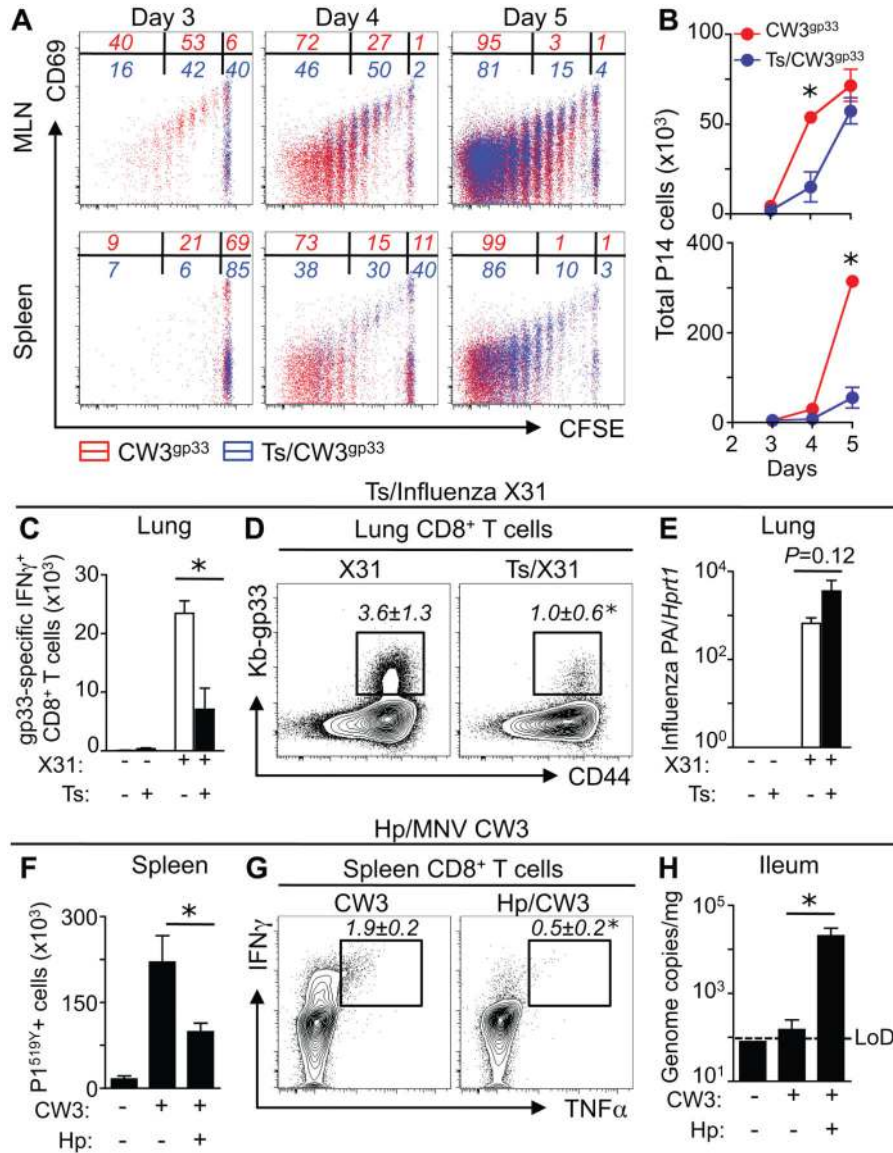 A
Day 3
Day 4
Day 5
CD69
MLN
40 53 6
16 42 40
72 27 1
46 50 2
95 3 1
81 15 4
Spleen
9 21 69
7 6 85
73 15 11
38 30 40
99 1 1
86 10 3
CFSE
CW3gp33 Ts/CW3gp33
B
CW3gp33
Ts/CW3gp33
Total P14 cells (x10³)
100
75
50
0
*
400
300
200
0
*
2 3 4 5
Days
Ts/Influenza X31
C Lung
gp33-specific IFNγ+
CD8+ T cells (x10³)
30
20
10
0
*
X31: - - + +
Ts: - + - +
D Lung CD8+ T cells
X31 Ts/X31
Kb-gp33
3.6±1.3
1.0±0.6*
CD44
E Lung
P=0.12
Influenza PA/Hprt1
10⁴
10²
10⁰
X31: - - + +
Ts: - + - +
Hp/MNV CW3
F Spleen
P1519Y+ cells (x10³)
300
150
0
*
CW3: - + +
Hp: - - +
G Spleen CD8+ T cells
CW3 Hp/CW3
IFNγ
1.9±0.2
0.5±0.2*
TNFα
H Ileum
Genome copies/mg
10⁵
10³
10¹
*
LoD
CW3: - + +
Hp: - - +